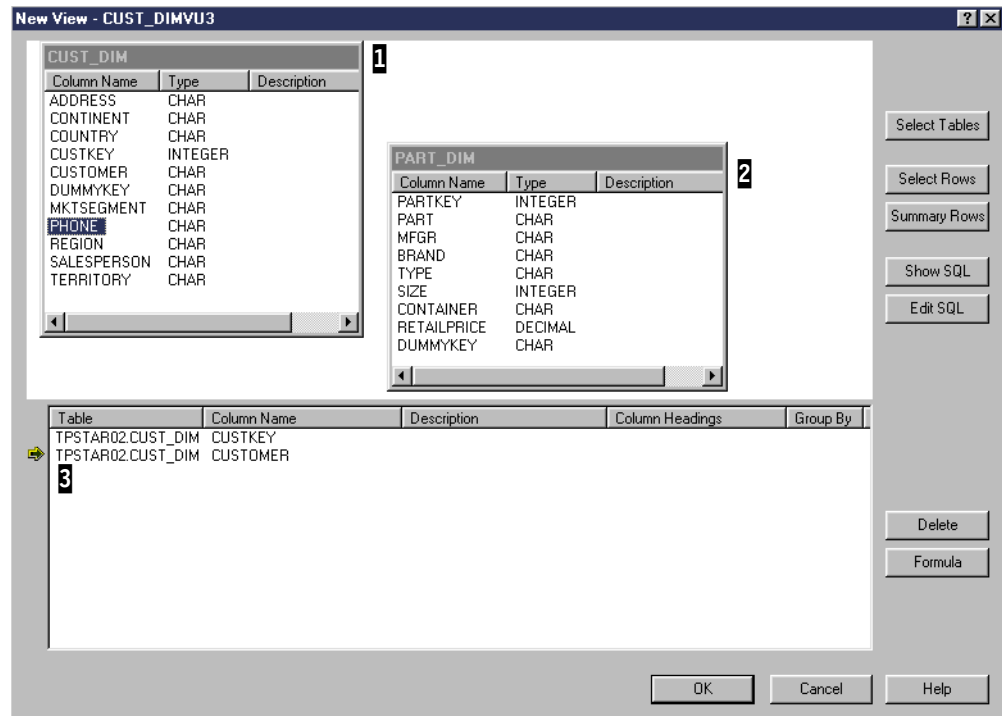 New View - CUST_DIMVU3
CUST_DIM
1
Column Name Type Description
ADDRESS CHAR
CONTINENT CHAR
COUNTRY CHAR
CUSTKEY INTEGER
CUSTOMER CHAR
DUMMYKEY CHAR
MKTSEGMENT CHAR
PHONE CHAR
REGION CHAR
SALESPERSON CHAR
TERRITORY CHAR
PART_DIM
2
Column Name Type Description
PARTKEY INTEGER
PART CHAR
MFGR CHAR
BRAND CHAR
TYPE CHAR
SIZE INTEGER
CONTAINER CHAR
RETAILPRICE DECIMAL
DUMMYKEY CHAR
Select Tables
Select Rows
Summary Rows
Show SQL
Edit SQL
Table Column Name Description Column Headings Group By
TPSTAR02.CUST_DIM CUSTKEY
TPSTAR02.CUST_DIM CUSTOMER
3
Delete
Formula
OK Cancel Help